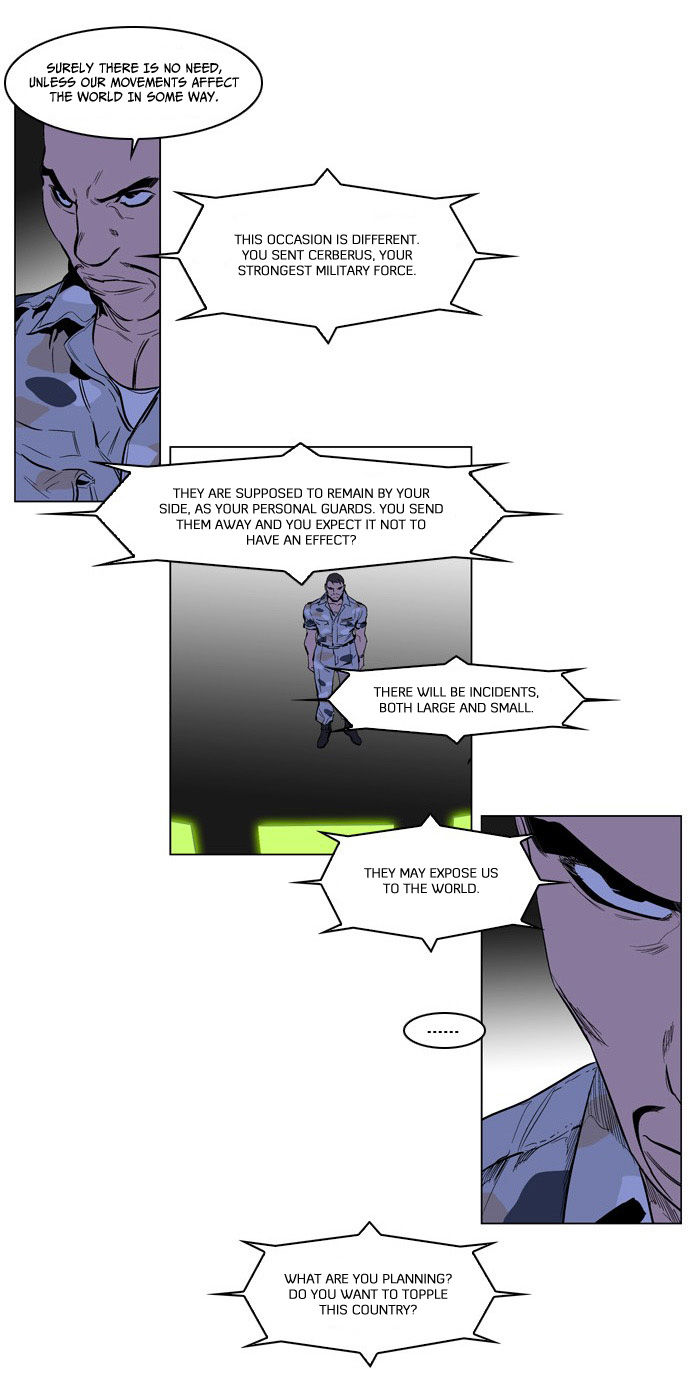 SURELY THERE IS NO NEED,
UNLESS OUR MOVEMENTS AFFECT
THE WORLD IN SOME WAY.
THIS OCCASION IS DIFFERENT.
YOU SENT CERBERUS, YOUR
STRONGEST MILITARY FORCE.
THEY ARE SUPPOSED TO REMAIN BY YOUR
SIDE, AS YOUR PERSONAL GUARDS. YOU SEND
THEM AWAY AND YOU EXPECT IT NOT TO
HAVE AN EFFECT?
THERE WILL BE INCIDENTS,
BOTH LARGE AND SMALL.
THEY MAY EXPOSE US
TO THE WORLD.
......
WHAT ARE YOU PLANNING?
DO YOU WANT TO TOPPLE
THIS COUNTRY?